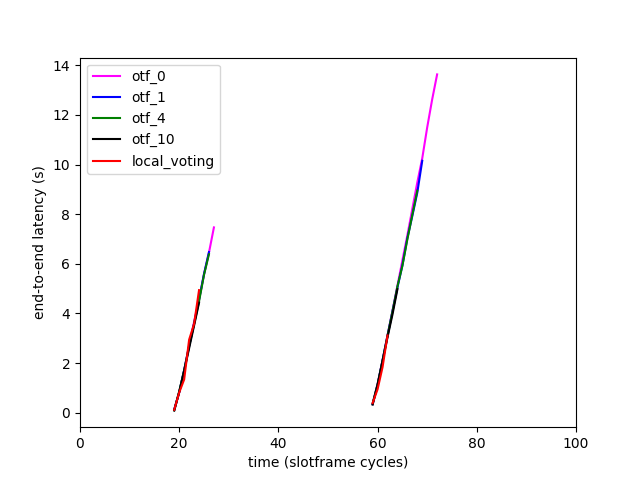 otf_0
otf_1
otf_4
otf_10
local_voting
end-to-end latency (s)
14
12
10
8
6
4
2
0
0 20 40 60 80 100
time (slotframe cycles)